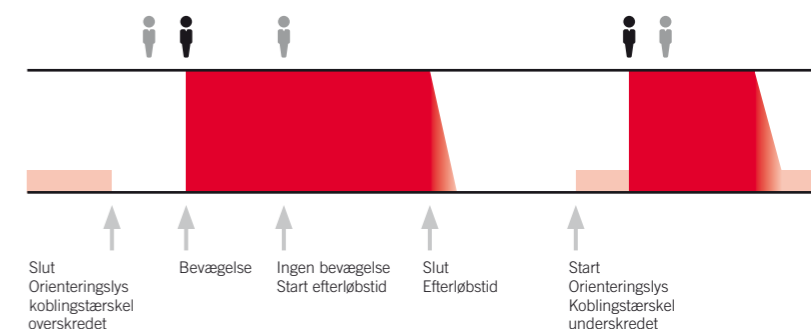 Slut
Orienteringslys
koblingstærskel
overskredet
Bevægelse
Ingen bevægelse
Start efterløbstid
Slut
Efterløbstid
Start
Orienteringslys
Koblingstærskel
underskredet